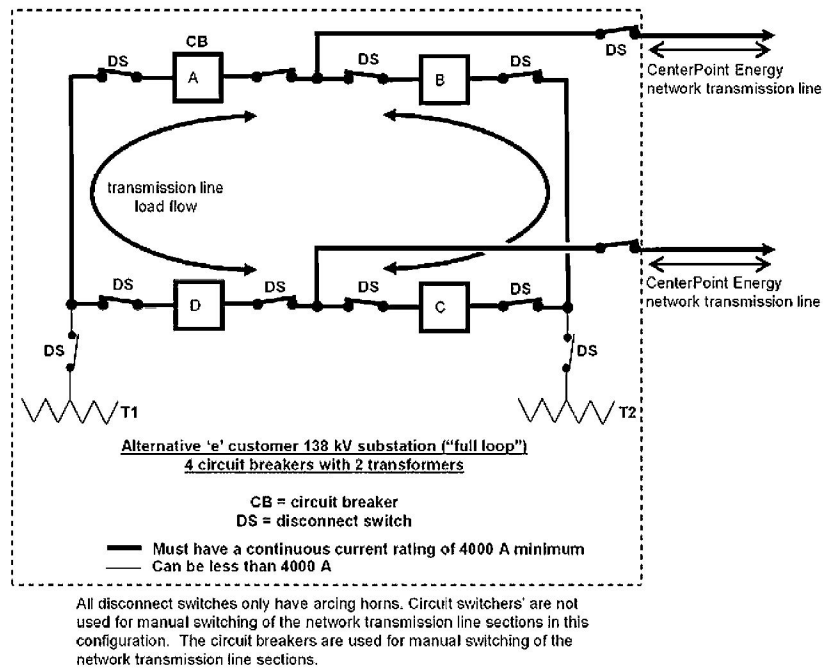 CB
DS
A
DS
B
DS
DS
CenterPoint Energy
network transmission line
transmission line
load flow
DS
D
DS
DS
C
DS
CenterPoint Energy
network transmission line
DS
T1
DS
T2
Alternative ‘e’ customer 138 kV substation (“full loop”)
4 circuit breakers with 2 transformers
CB = circuit breaker
DS = disconnect switch
Must have a continuous current rating of 4000 A minimum
Can be less than 4000 A
All disconnect switches only have arcing horns. Circuit switchers’ are not
used for manual switching of the network transmission line sections in this
configuration. The circuit breakers are used for manual switching of the
network transmission line sections.